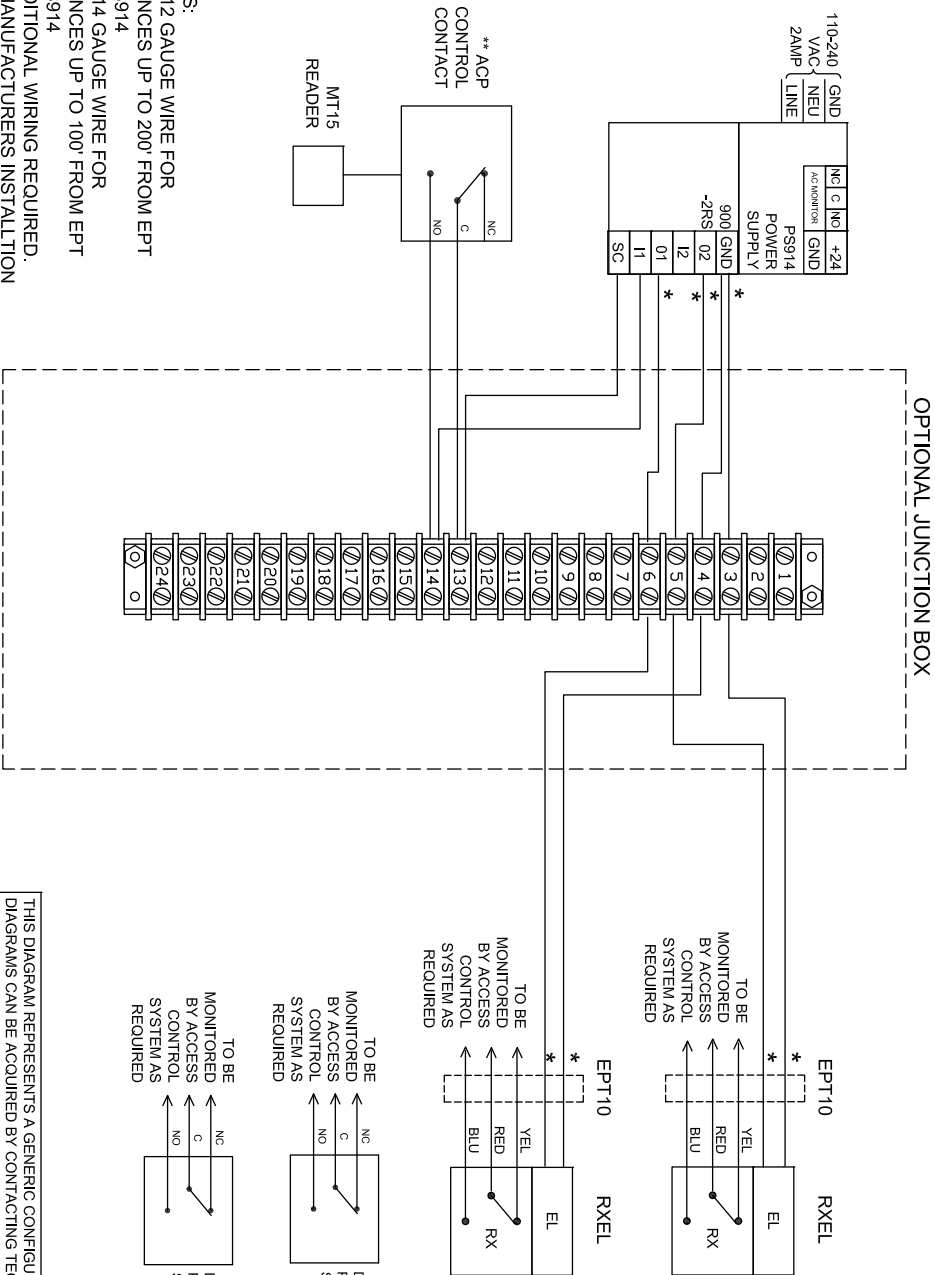 OPTIONAL JUNCTION BOX
110-240
VAC
2AMP
GND
NEU
LINE
NC C NO
AC MONITOR
+24
GND
PS914
POWER
SUPPLY
900
-2RS
GND
02
I2
01
I1
SC
*
*
*
*
** ACP
CONTROL
CONTACT
NC
C
NO
MT15
READER
1
2
3
4
5
6
7
8
9
10
11
12
13
14
15
16
17
18
19
20
21
22
23
24
EPT10
RXEL
*
*
TO BE
MONITORED
BY ACCESS
CONTROL
SYSTEM AS
REQUIRED
YEL
RED
BLU
EL
RX
EPT10
RXEL
*
*
TO BE
MONITORED
BY ACCESS
CONTROL
SYSTEM AS
REQUIRED
YEL
RED
BLU
EL
RX
TO BE
MONITORED
BY ACCESS
CONTROL
SYSTEM AS
REQUIRED
NC
C
NO
TO BE
MONITORED
BY ACCESS
CONTROL
SYSTEM AS
REQUIRED
NC
C
NO
S:
12 GAUGE WIRE FOR
NCES UP TO 200' FROM EPT
914
14 GAUGE WIRE FOR
NCES UP TO 100' FROM EPT
914
DITIONAL WIRING REQUIRED.
MANUFACTURERS INSTALLTION
THIS DIAGRAM REPRESENTS A GENERIC CONFIGU
DIAGRAMS CAN BE ACQUIRED BY CONTACTING TEC